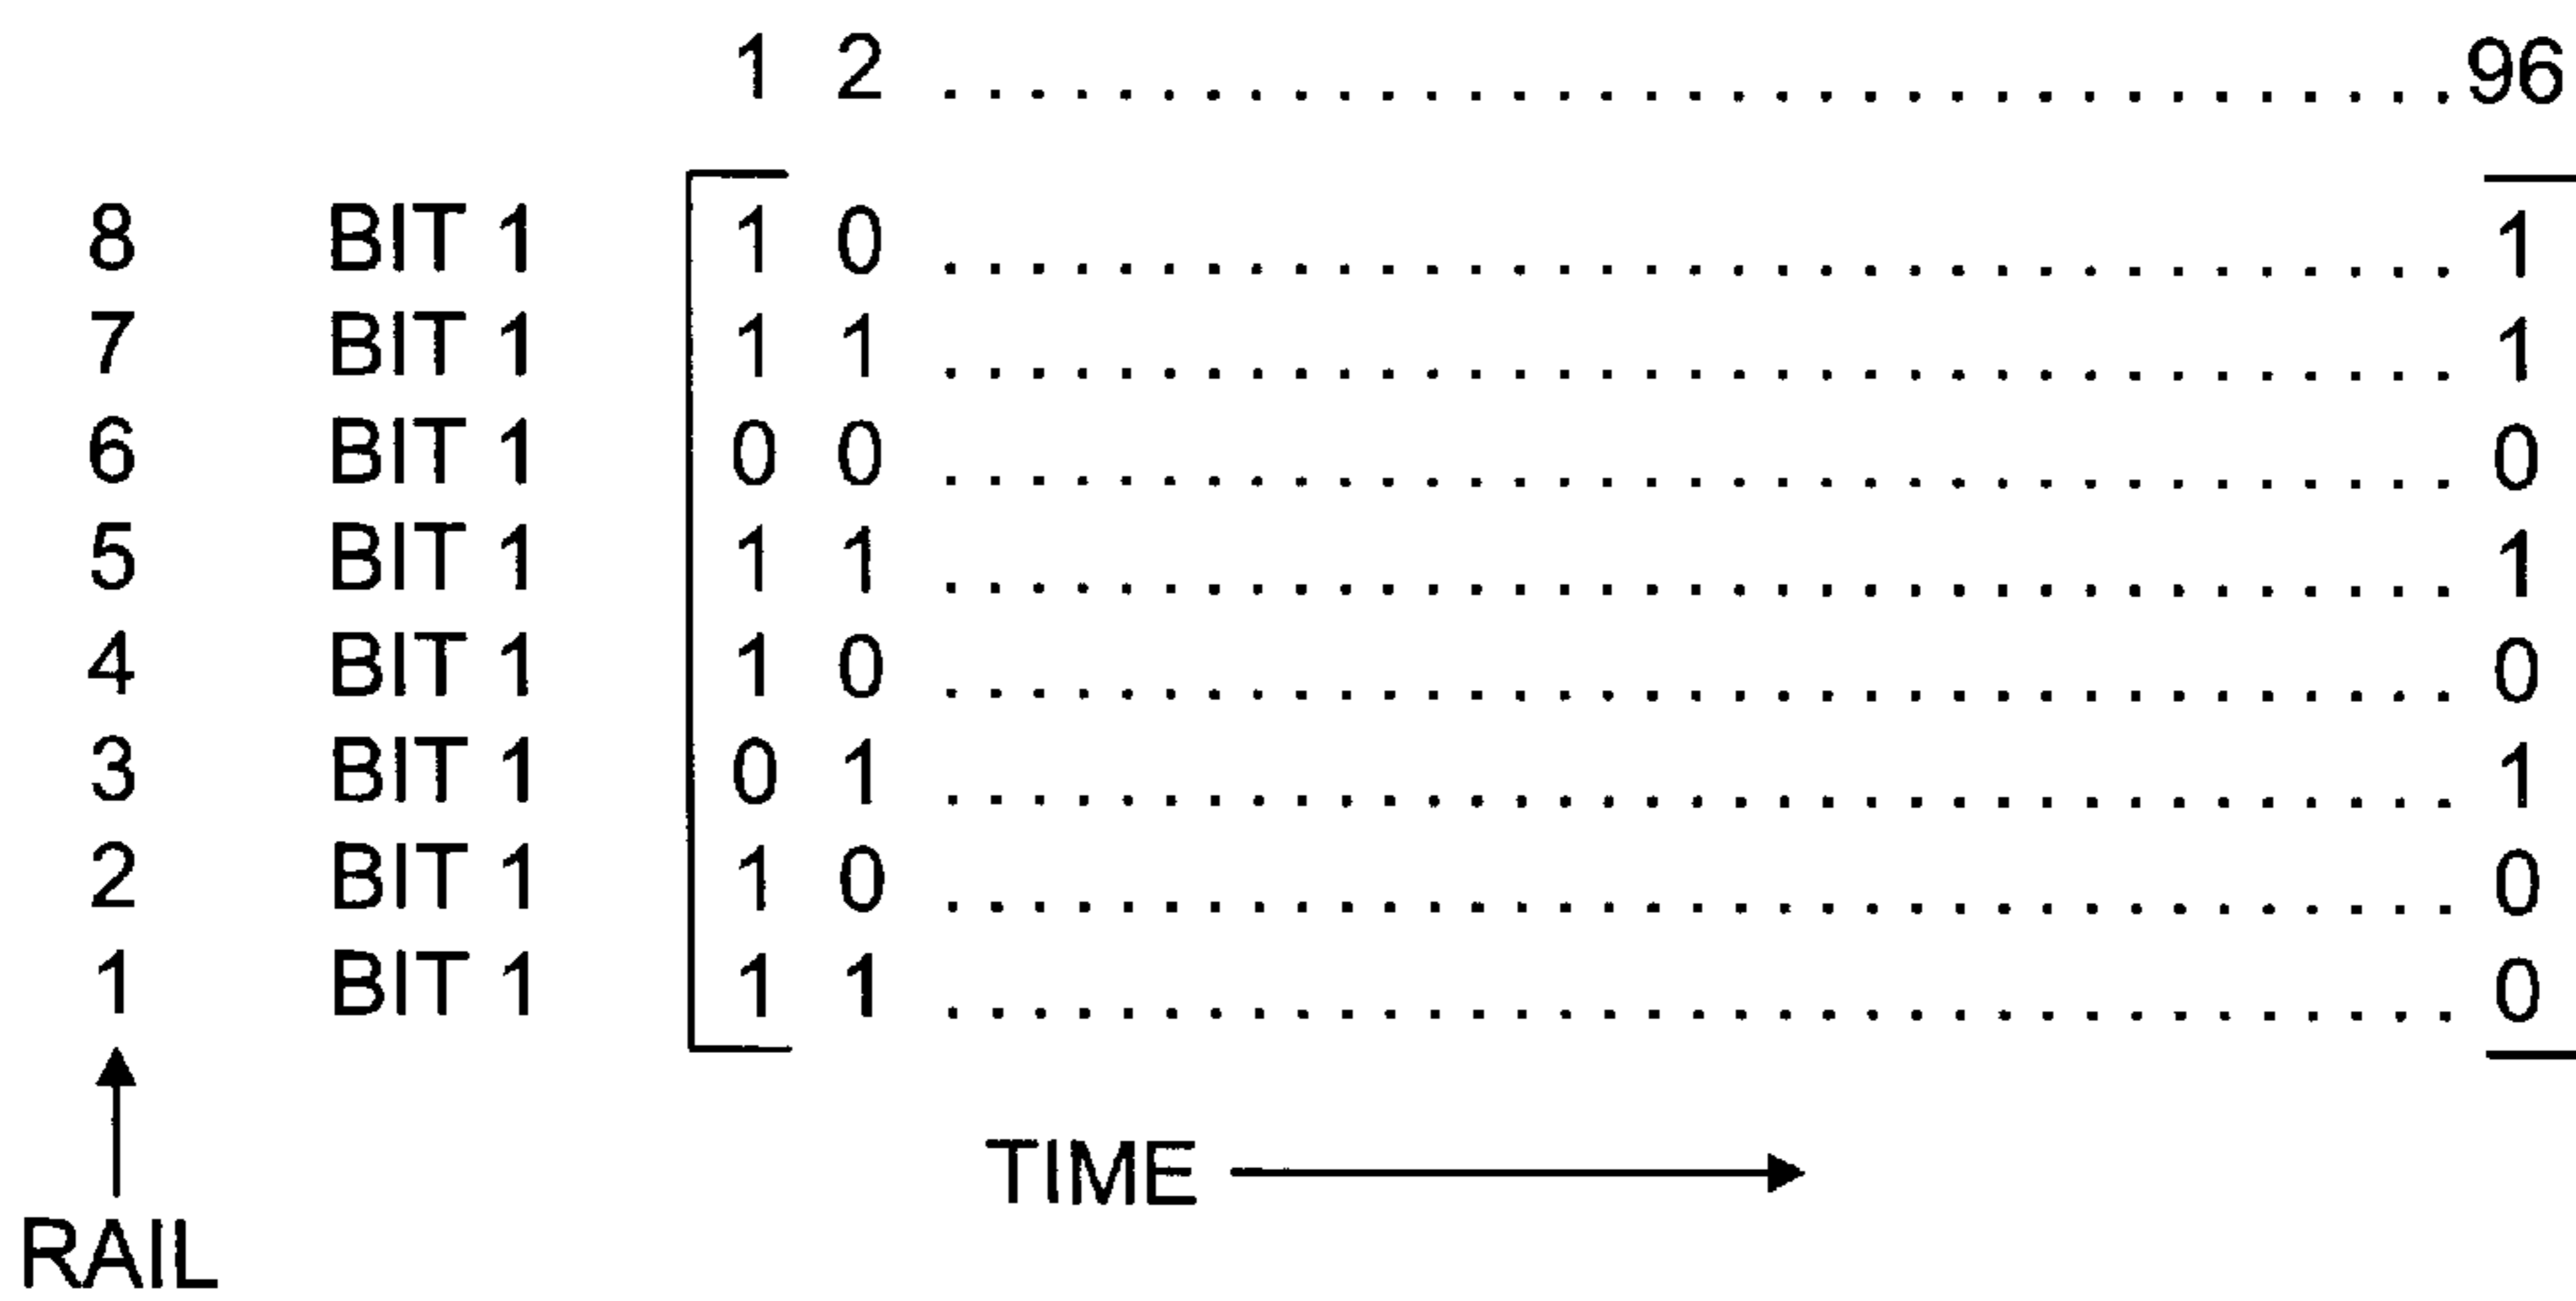 1 2 .................................. 96
8 BIT 1 1 0 .................................. 1
7 BIT 1 1 1 .................................. 1
6 BIT 1 0 0 .................................. 0
5 BIT 1 1 1 .................................. 1
4 BIT 1 1 0 .................................. 0
3 BIT 1 0 1 .................................. 1
2 BIT 1 1 0 .................................. 0
1 BIT 1 1 1 .................................. 0
TIME
RAIL